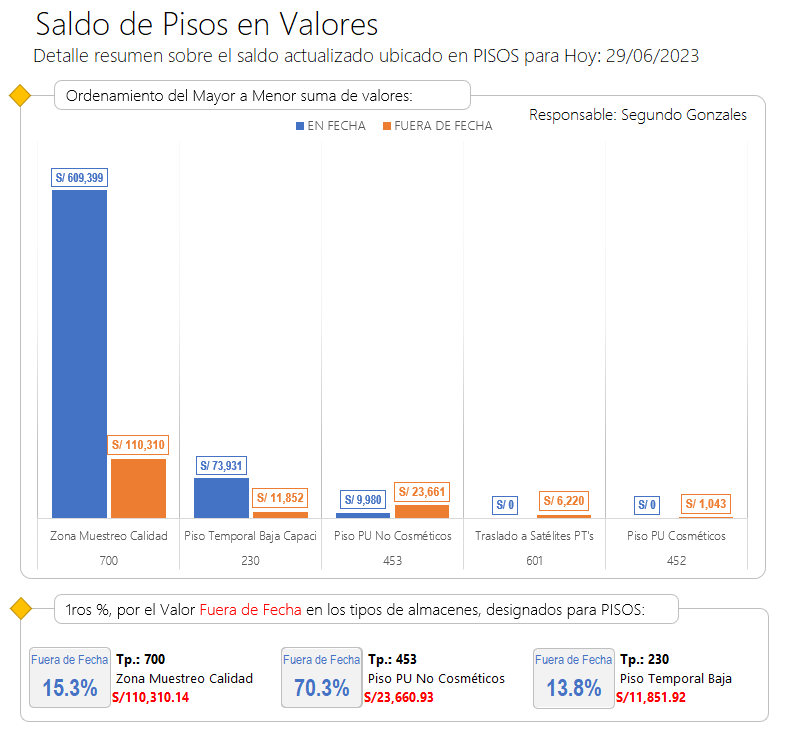 Saldo de Pisos en Valores
Detalle resumen sobre el saldo actualizado ubicado en PISOS para Hoy: 29/06/2023
Ordenamiento del Mayor a Menor suma de valores:
Responsable: Segundo Gonzales
EN FECHA FUERA DE FECHA
S/ 609,399
S/ 110,310
S/ 73,931
S/ 11,852
S/ 9,980
S/ 23,661
S/ 0
S/ 6,220
S/ 0
S/ 1,043
Zona Muestreo Calidad Piso Temporal Baja Capaci Piso PU No Cosméticos Traslado a Satélites PT's Piso PU Cosméticos
700 230 453 601 452
1ros %, por el Valor Fuera de Fecha en los tipos de almacenes, designados para PISOS:
Fuera de Fecha
15.3%
Tp.: 700
Zona Muestreo Calidad
S/110,310.14
Fuera de Fecha
70.3%
Tp.: 453
Piso PU No Cosméticos
S/23,660.93
Fuera de Fecha
13.8%
Tp.: 230
Piso Temporal Baja
S/11,851.92